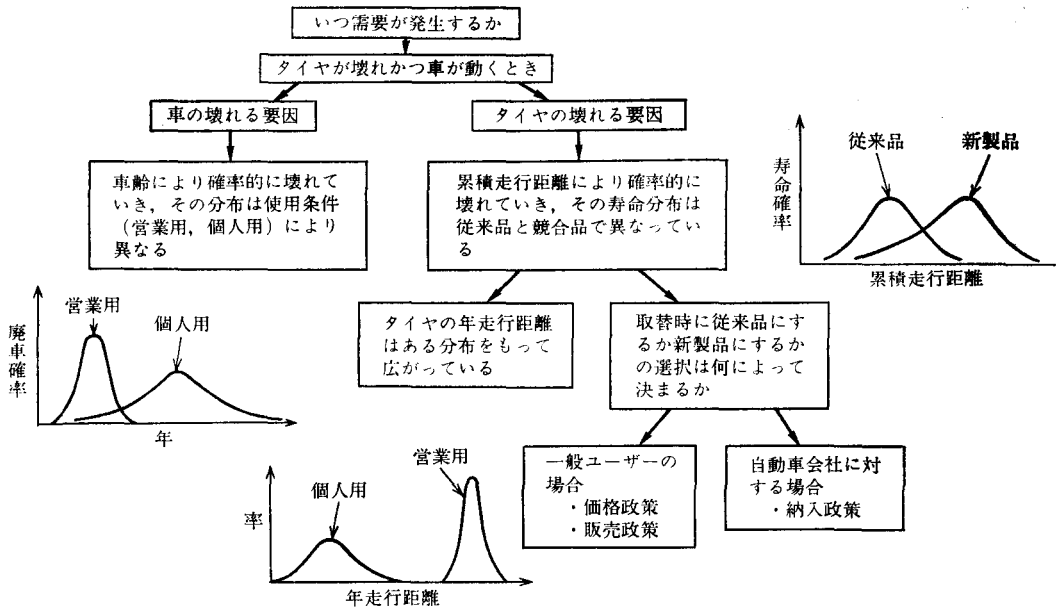 いつ需要が発生するか
タイヤが壊れかつ車が動くとき
車の壊れる要因
タイヤの壊れる要因
車齢により確率的に壊れて
いき，その分布は使用条件
(営業用，個人用)により
異なる
累積走行距離により確率的に
壊れていき，その寿命分布は
従来品と競合品で異なってい
る
従来品
新製品
寿命確率
累積走行距離
営業用
個人用
廃車確率
年
タイヤの年走行距離
はある分布をもって
広がっている
取替時に従来品にす
るか新製品にするか
の選択は何によって
決まるか
一般ユーザーの
場合
・価格政策
・販売政策
自動車会社に対
する場合
・納入政策
営業用
個人用
率
年走行距離